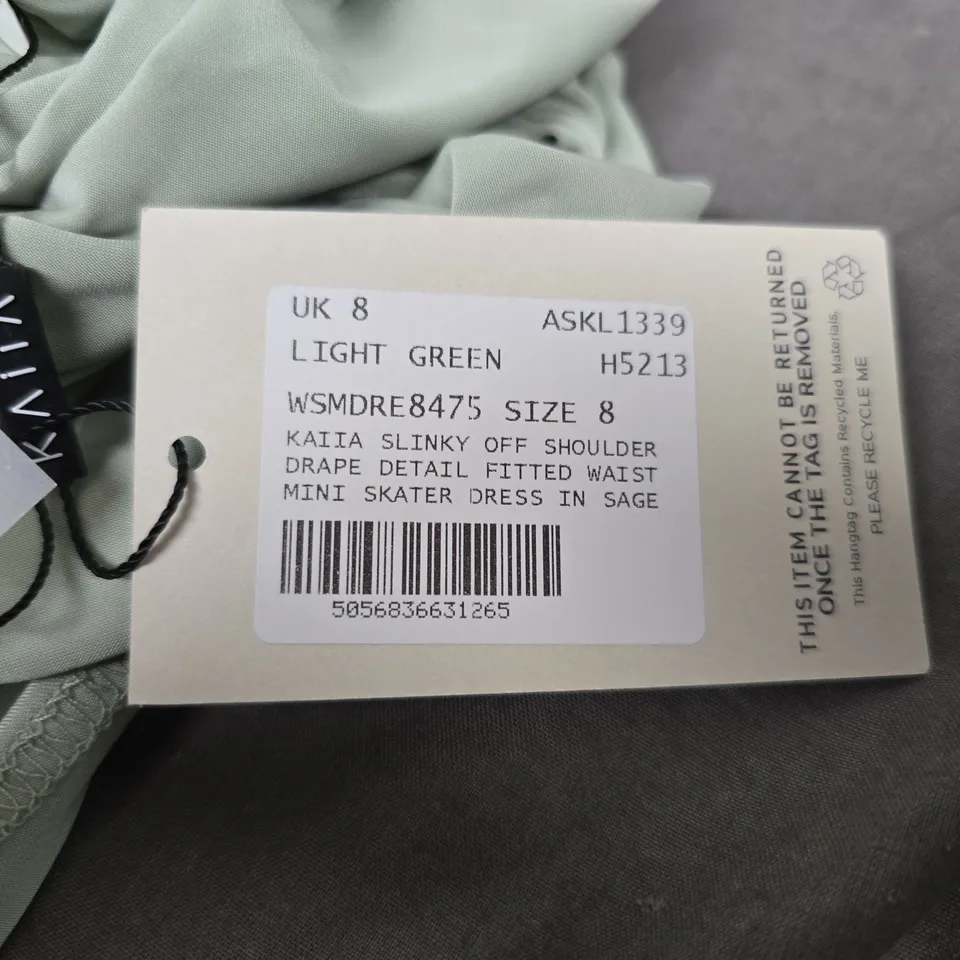 UK 8
ASKL1339
LIGHT GREEN
H5213
WSMDRE8475 SIZE 8
KAIIA SLINKY OFF SHOULDER
DRAPE DETAIL FITTED WAIST
MINI SKATER DRESS IN SAGE
5056836631265
THIS ITEM CANNOT BE RETURNED
ONCE THE TAG IS REMOVED
This Hangtag Contains Recycled Materials.
PLEASE RECYCLE ME
KAIIA